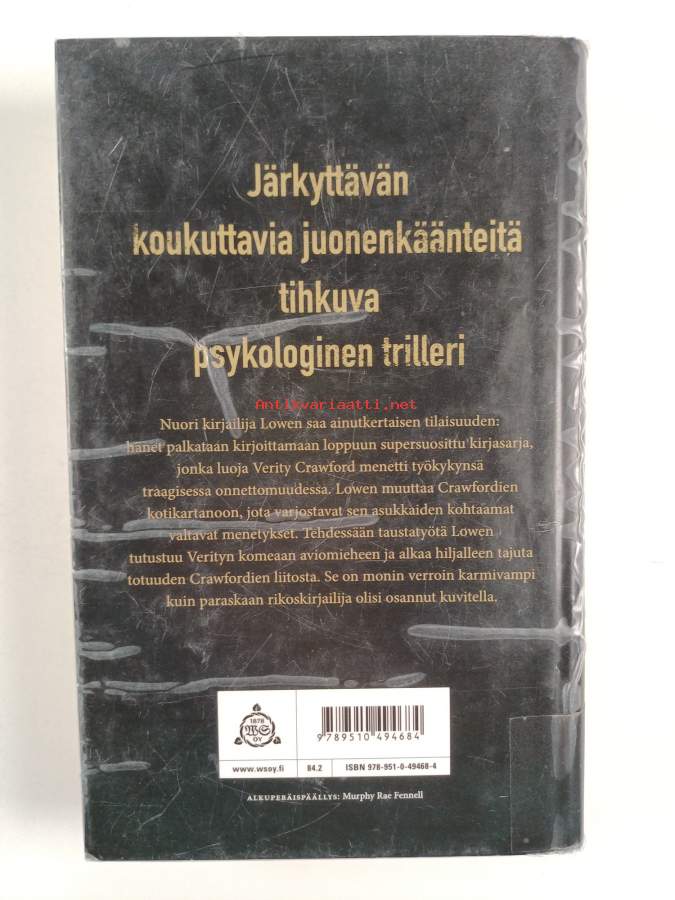 Järkyttävän
koukuttavia juonenkäänteitä
tihkuva
psykologinen trilleri
Antikvariaatti.net
Nuori kirjailija Lowen saa ainutkertaisen tilaisuuden:
hänet palkataan kirjoittamaan loppuun supersuosittu kirjasarja,
jonka luoja Verity Crawford menetti työkykynsä
traagisessa onnettomuudessa. Lowen muuttaa Crawfordien
kotikartanoon, jota varjostavat sen asukkaiden kohtaamat
valtavat menetykset. Tehdessään taustatyötä Lowen
tutustuu Verityn komeaan aviomieheen ja alkaa hiljalleen tajuta
totuuden Crawfordien liitosta. Se on monin verroin karmivampi
kuin paraskaan rikoskirjailija olisi osannut kuvitella.
1878
WS
OY
9 789510 494684
www.wsoy.fi
84.2
ISBN 978-951-0-49468-4
ALKUPERÄISPÄÄLLYS: Murphy Rae Fennell